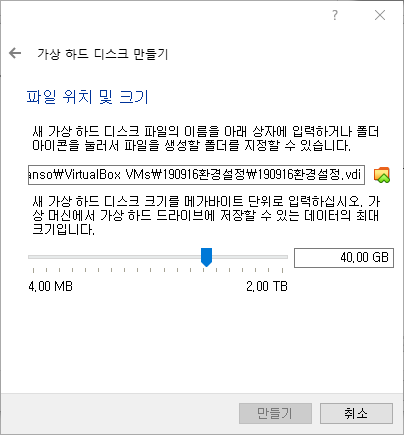 ?
가상 하드 디스크 만들기
파일 위치 및 크기
새 가상 하드 디스크 파일의 이름을 아래 상자에 입력하거나 폴더
아이콘을 눌러서 파일을 생성할 폴더를 지정할 수 있습니다.
anso₩VirtualBox VMs₩190916환경설정₩190916환경설정.vdi
새 가상 하드 디스크 크기를 메가바이트 단위로 입력하십시오. 가
상 머신에서 가상 하드 드라이브에 저장할 수 있는 데이터의 최대
크기입니다.
40.00 GB
4.00 MB 2.00 TB
만들기 취소